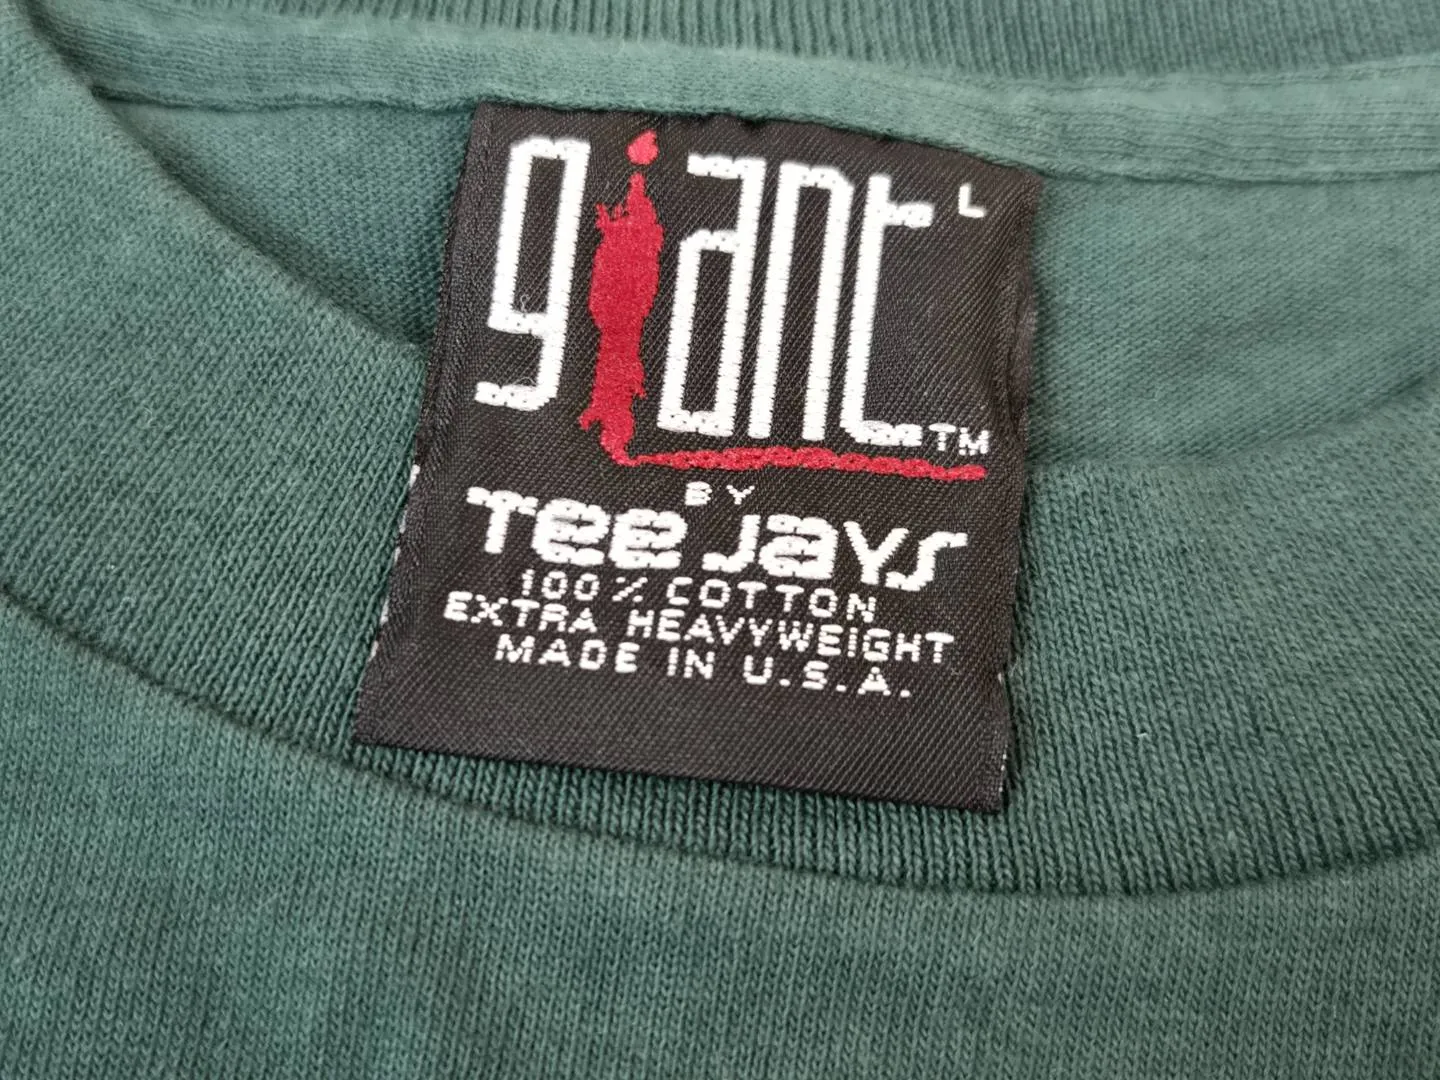 giant L
TM
BY
Tee Jays
100% COTTON
EXTRA HEAVYWEIGHT
MADE IN U.S.A.